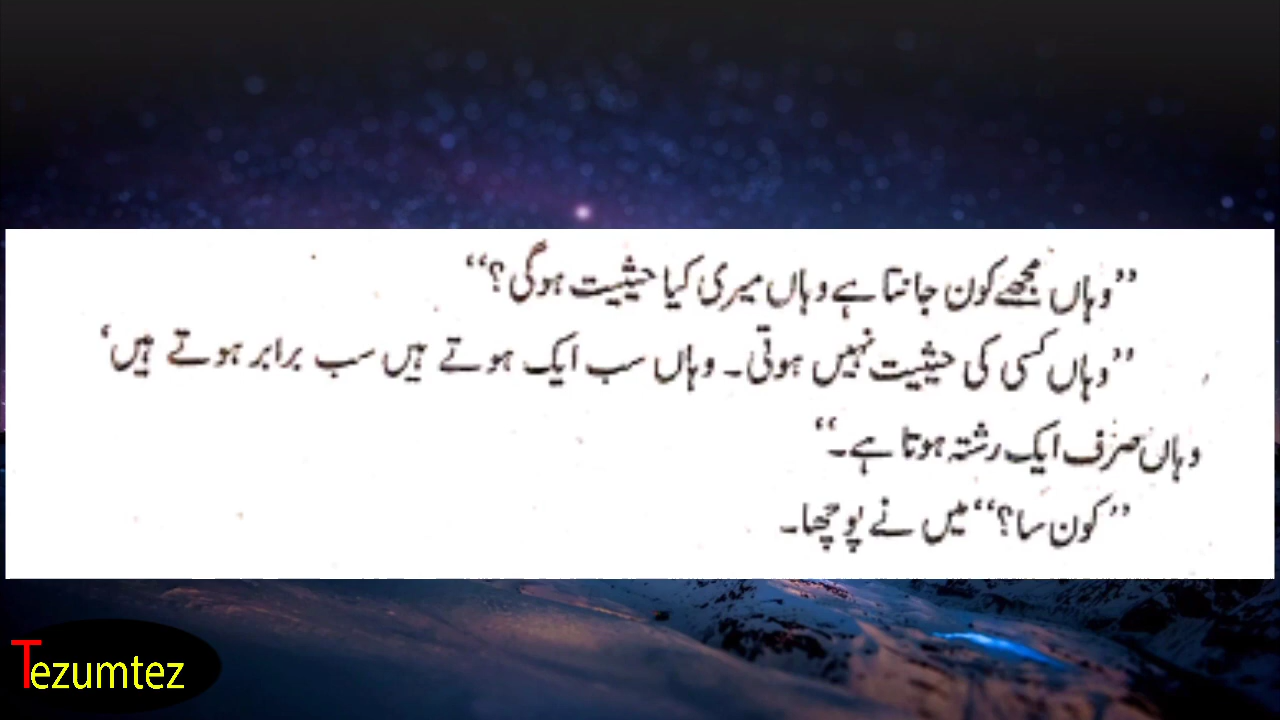 ”وہاں مجھے کون جانتا ہے وہاں میری کیا حیثیت ہوگی؟“
”وہاں کسی کی حیثیت نہیں ہوتی۔ وہاں سب ایک ہوتے ہیں سب برابر ہوتے ہیں‘
وہاں صرف ایک رشتہ ہوتا ہے۔“
”کون سا؟“ میں نے پوچھا۔
Tezumtez